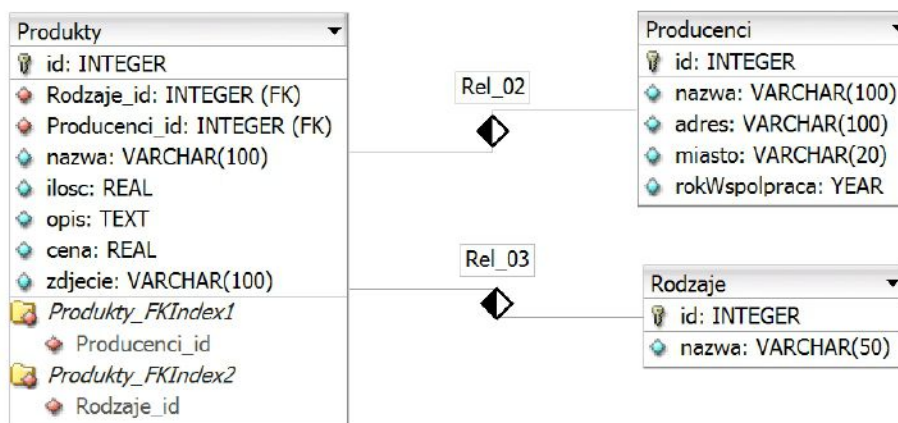 Produkty
id: INTEGER
Rodzaje_id: INTEGER (FK)
Producenci_id: INTEGER (FK)
nazwa: VARCHAR(100)
ilosc: REAL
opis: TEXT
cena: REAL
zdjecie: VARCHAR(100)
Produkty_FKIndex1
Producenci_id
Produkty_FKIndex2
Rodzaje_id
Rel_02
Rel_03
Producenci
id: INTEGER
nazwa: VARCHAR(100)
adres: VARCHAR(100)
miasto: VARCHAR(20)
rokWspolpraca: YEAR
Rodzaje
id: INTEGER
nazwa: VARCHAR(50)